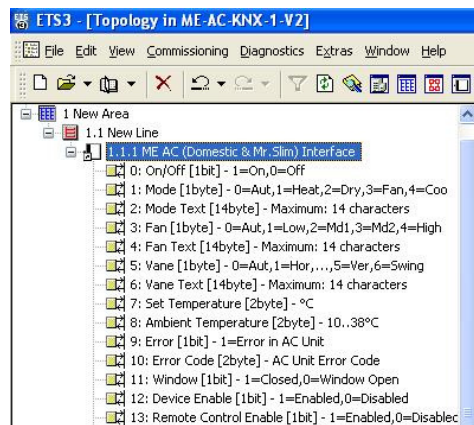 ETS3 - [Topology in ME-AC-KNX-1-V2]
File Edit View Commissioning Diagnostics Extras Window Help
1 New Area
1.1 New Line
1.1.1 ME AC (Domestic & Mr.Slim) Interface
0: On/Off [1bit] - 1=On,0=Off
1: Mode [1byte] - 0=Aut,1=Heat,2=Dry,3=Fan,4=Coo
2: Mode Text [14byte] - Maximum: 14 characters
3: Fan [1byte] - 0=Aut,1=Low,2=Md1,3=Md2,4=High
4: Fan Text [14byte] - Maximum: 14 characters
5: Vane [1byte] - 0=Aut,1=Hor,...,5=Ver,6=Swing
6: Vane Text [14byte] - Maximum: 14 characters
7: Set Temperature [2byte] - °C
8: Ambient Temperature [2byte] - 10..38°C
9: Error [1bit] - 1=Error in AC Unit
10: Error Code [2byte] - AC Unit Error Code
11: Window [1bit] - 1=Closed,0=Window Open
12: Device Enable [1bit] - 1=Enabled,0=Disabled
13: Remote Control Enable [1bit] - 1=Enabled,0=Disablec